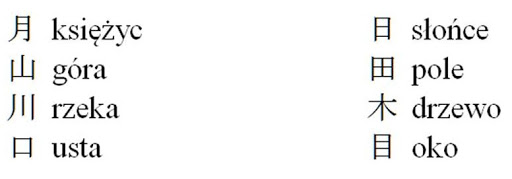 月 księżyc
山 góra
川 rzeka
口 usta
日 słońce
田 pole
木 drzewo
目 oko